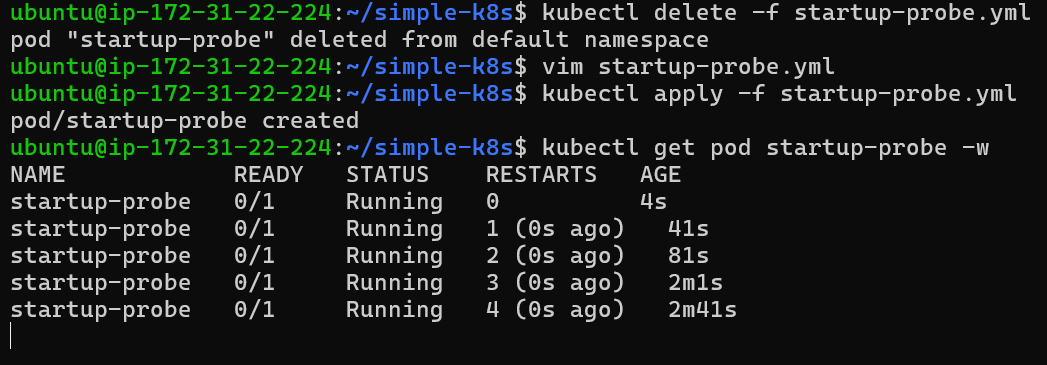 ubuntu@ip-172-31-22-224:~/simple-k8s$ kubectl delete -f startup-probe.yml
pod "startup-probe" deleted from default namespace
ubuntu@ip-172-31-22-224:~/simple-k8s$ vim startup-probe.yml
ubuntu@ip-172-31-22-224:~/simple-k8s$ kubectl apply -f startup-probe.yml
pod/startup-probe created
ubuntu@ip-172-31-22-224:~/simple-k8s$ kubectl get pod startup-probe -w
NAME            READY   STATUS    RESTARTS   AGE
startup-probe   0/1     Running   0          4s
startup-probe   0/1     Running   1 (0s ago)   41s
startup-probe   0/1     Running   2 (0s ago)   81s
startup-probe   0/1     Running   3 (0s ago)   2m1s
startup-probe   0/1     Running   4 (0s ago)   2m41s